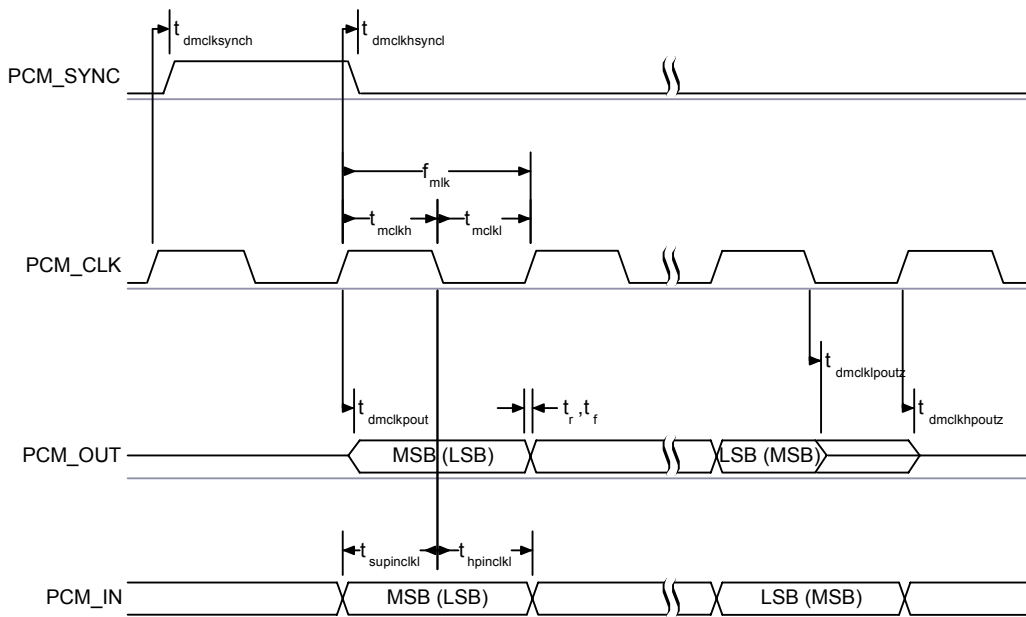 t dmclksynch
t dmclkhsyncl
PCM_SYNC
f mlk
t mclkh
t mclkl
PCM_CLK
t dmclklpoutz
t dmclkpout
t r ,t f
t dmclkhpoutz
PCM_OUT
MSB (LSB)
LSB (MSB)
t supinclkl
t hpinclkl
PCM_IN
MSB (LSB)
LSB (MSB)